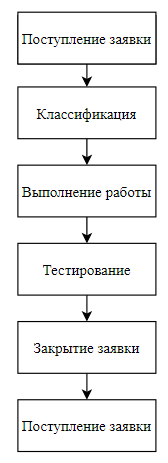 Поступление заявки
Классификация
Выполнение работы
Тестирование
Закрытие заявки
Поступление заявки